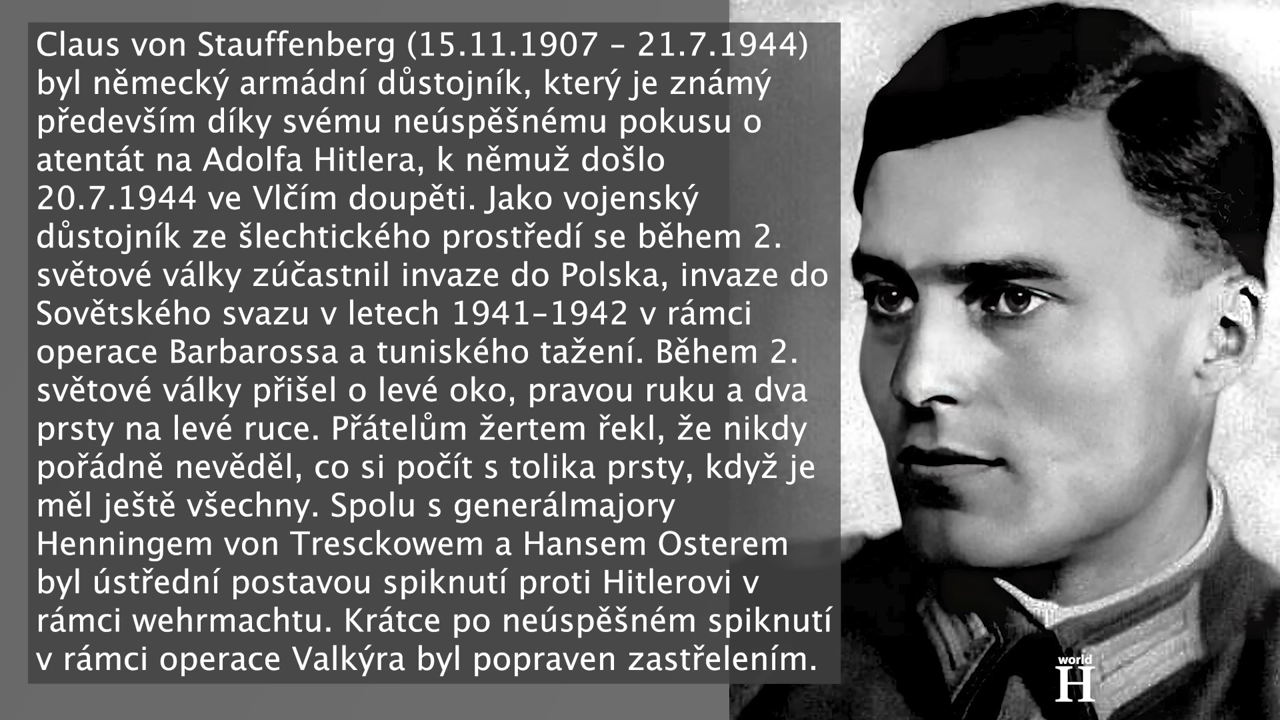 Claus von Stauffenberg (15.11.1907 – 21.7.1944)
byl německý armádní důstojník, který je známý
především díky svému neúspěšnému pokusu o
atentát na Adolfa Hitlera, k němuž došlo
20.7.1944 ve Vlčím doupěti. Jako vojenský
důstojník ze šlechtického prostředí se během 2.
světové války zúčastnil invaze do Polska, invaze do
Sovětského svazu v letech 1941–1942 v rámci
operace Barbarossa a tuniského tažení. Během 2.
světové války přišel o levé oko, pravou ruku a dva
prsty na levé ruce. Přátelům žertem řekl, že nikdy
pořádně nevěděl, co si počít s tolika prsty, když je
měl ještě všechny. Spolu s generálmajory
Henningem von Tresckowem a Hansem Osterem
byl ústřední postavou spiknutí proti Hitlerovi v
rámci wehrmachtu. Krátce po neúspěšném spiknutí
v rámci operace Valkýra byl popraven zastřelením.
world
H